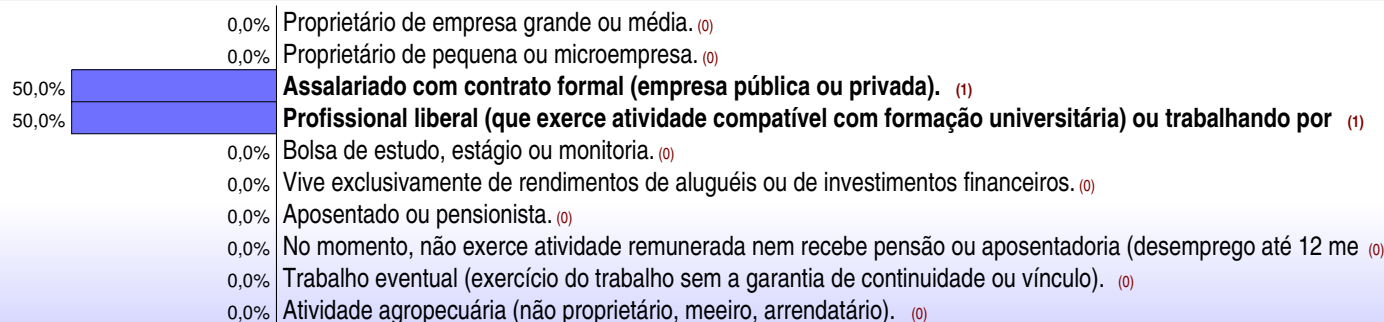 0,0% Proprietário de empresa grande ou média. (0)
0,0% Proprietário de pequena ou microempresa. (0)
50,0% Assalariado com contrato formal (empresa pública ou privada). (1)
50,0% Profissional liberal (que exerce atividade compatível com formação universitária) ou trabalhando por (1)
0,0% Bolsa de estudo, estágio ou monitoria. (0)
0,0% Vive exclusivamente de rendimentos de aluguéis ou de investimentos financeiros. (0)
0,0% Aposentado ou pensionista. (0)
0,0% No momento, não exerce atividade remunerada nem recebe pensão ou aposentadoria (desemprego até 12 me (0)
0,0% Trabalho eventual (exercício do trabalho sem a garantia de continuidade ou vínculo). (0)
0,0% Atividade agropecuária (não proprietário, meeiro, arrendatário). (0)